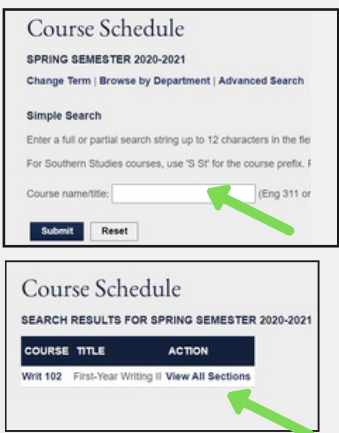 Course Schedule
SPRING SEMESTER 2020-2021
Change Term | Browse by Department | Advanced Search
Simple Search
Enter a full or partial search string up to 12 characters in the
For Southern Studies courses, use 'S St' for the course prefix.
Course name/title: (Eng 311 or
Submit Reset
Course Schedule
SEARCH RESULTS FOR SPRING SEMESTER 2020-2021
COURSE TITLE ACTION
Writ 102 First-Year Writing II View All Sections